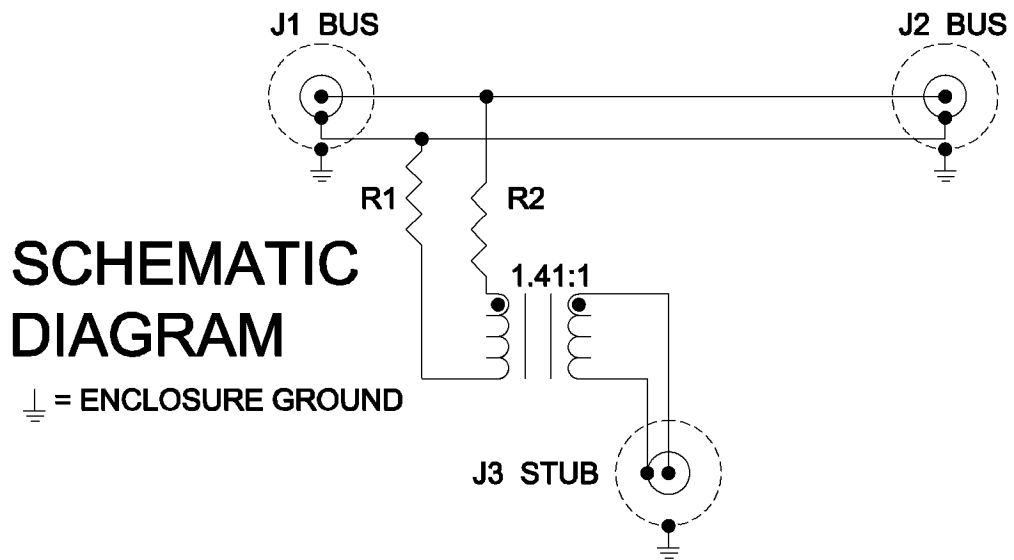 J1 BUS
J2 BUS
R1
R2
1.41:1
SCHEMATIC
DIAGRAM
= ENCLOSURE GROUND
J3 STUB